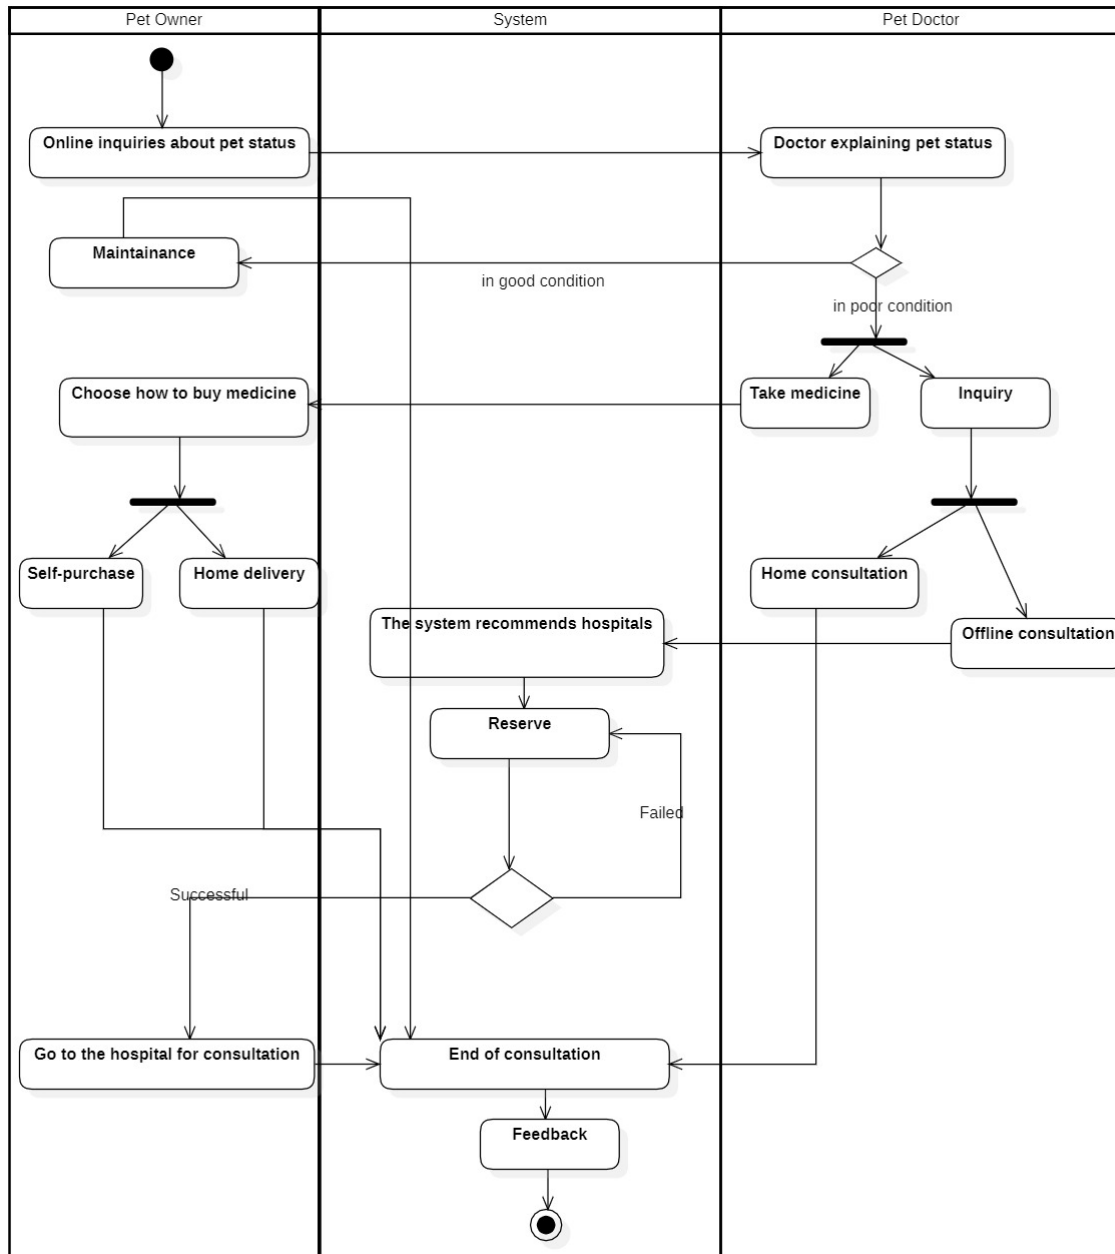 Pet Owner
System
Pet Doctor
Online inquiries about pet status
Doctor explaining pet status
Maintainance
in good condition
in poor condition
Choose how to buy medicine
Take medicine
Inquiry
Self-purchase
Home delivery
Home consultation
The system recommends hospitals
Offline consultation
Reserve
Failed
Successful
Go to the hospital for consultation
End of consultation
Feedback